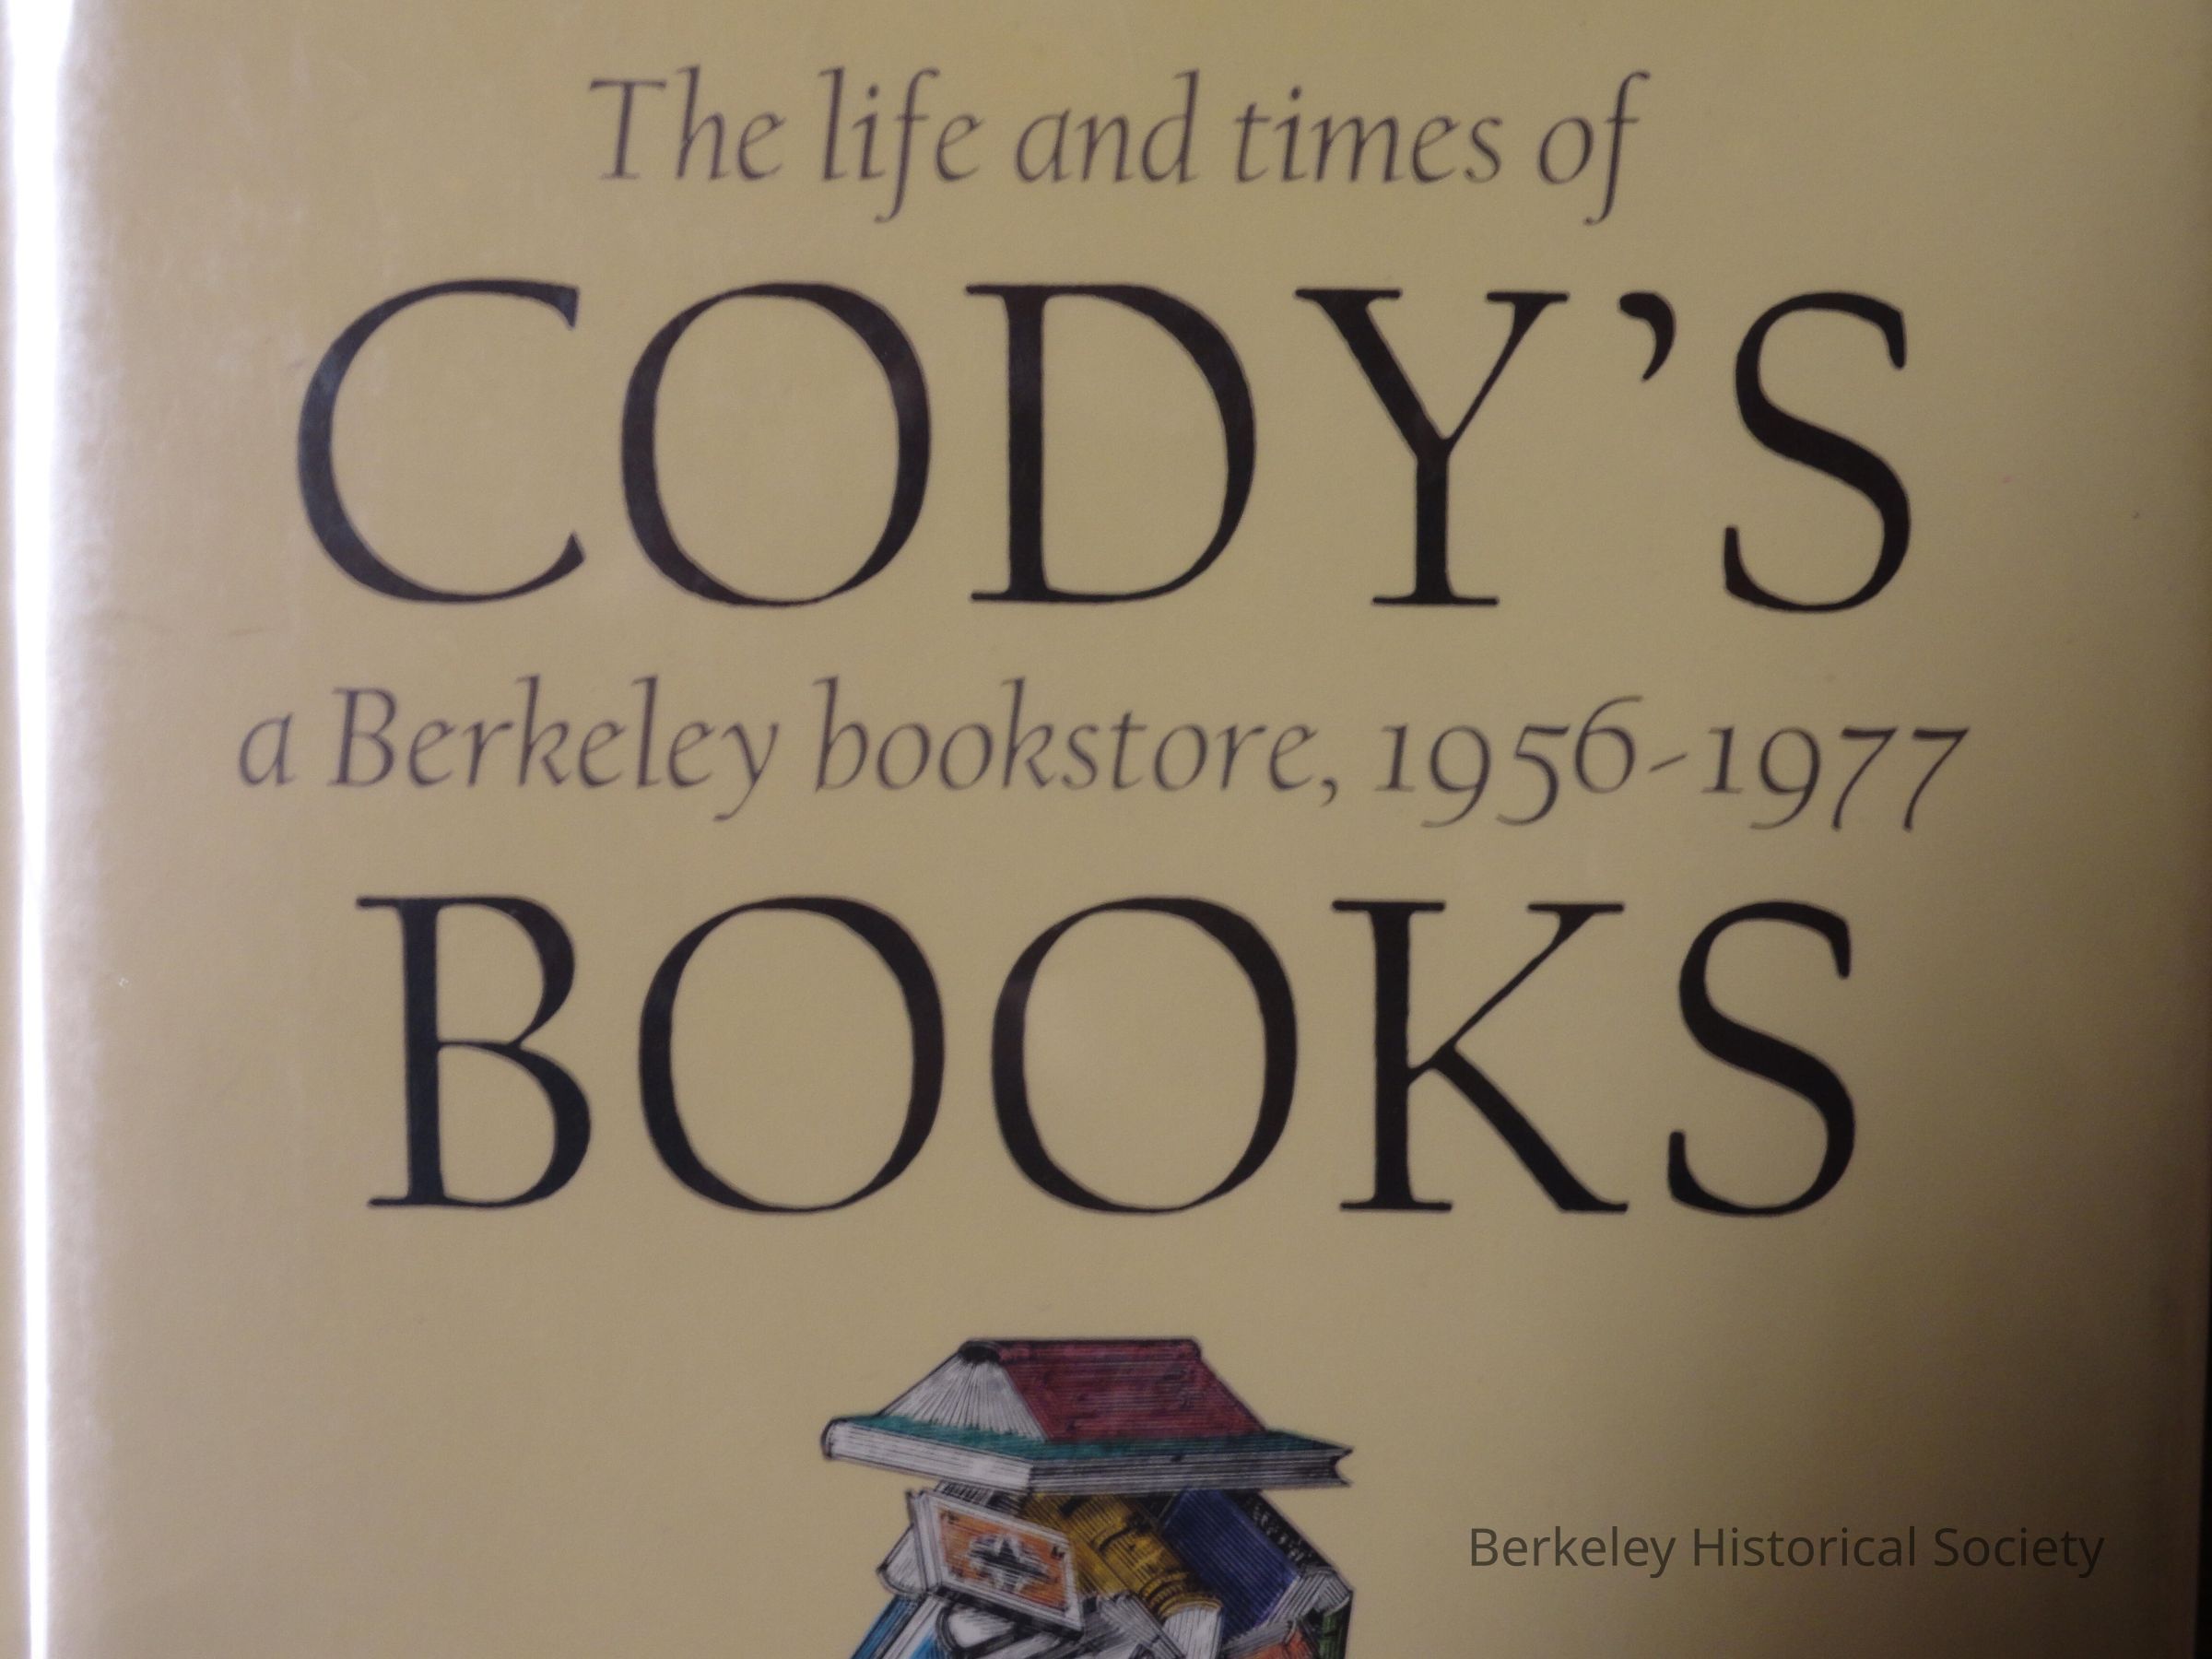 The life and times of
CODY’S
a Berkeley bookstore, 1956-1977
BOOKS
Berkeley Historical Society